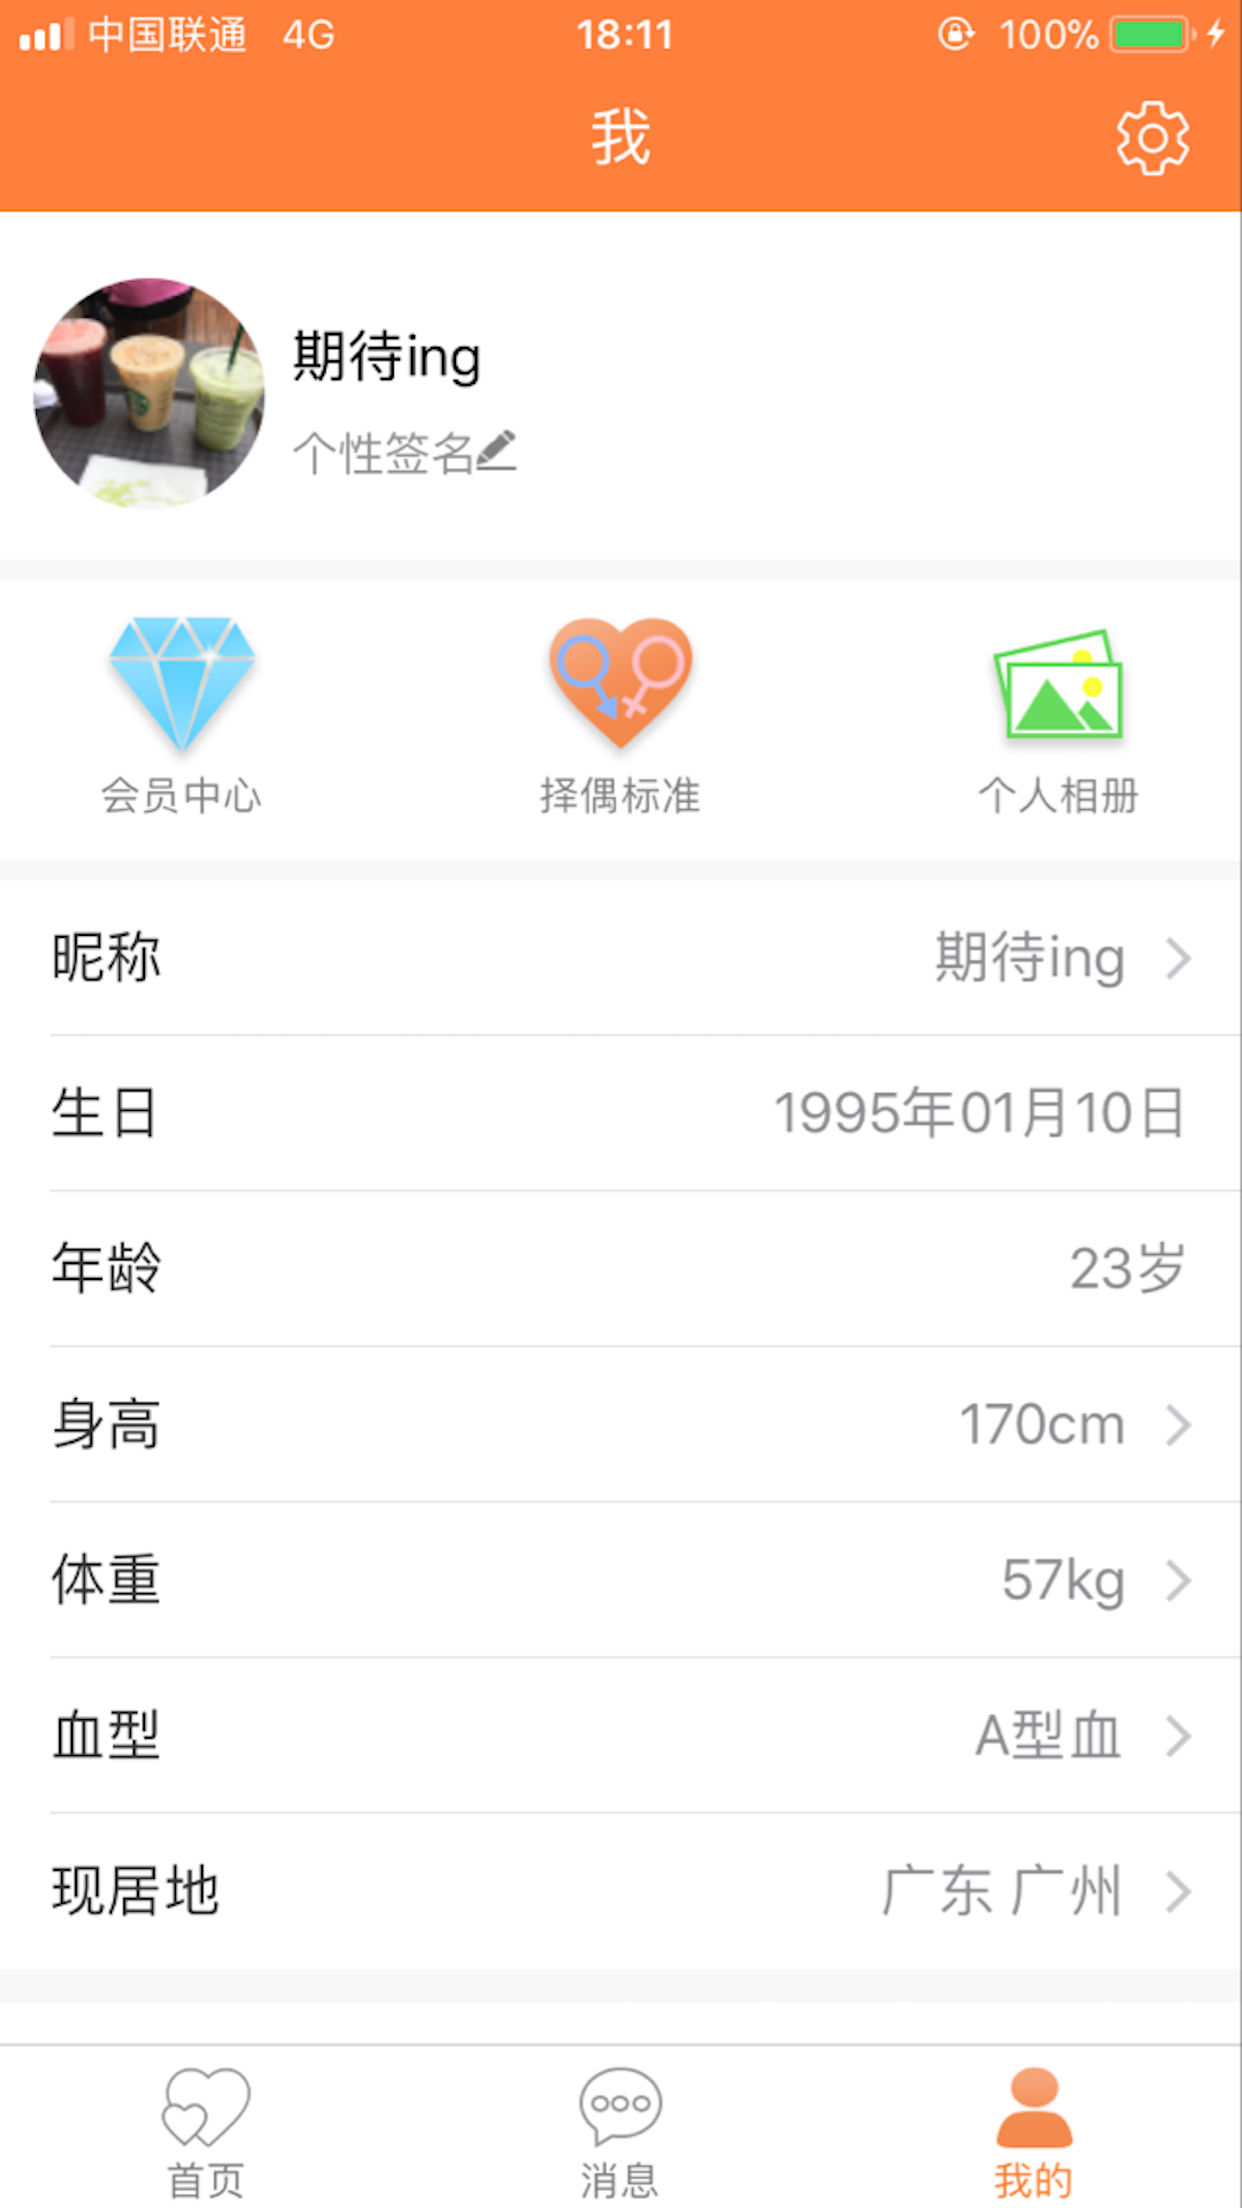 中国联通 4G 18:11 100%
我
期待ing
个性签名
会员中心 择偶标准 个人相册
昵称 期待ing
生日 1995年01月10日
年龄 23岁
身高 170cm
体重 57kg
血型 A型血
现居地 广东 广州
首页 消息 我的